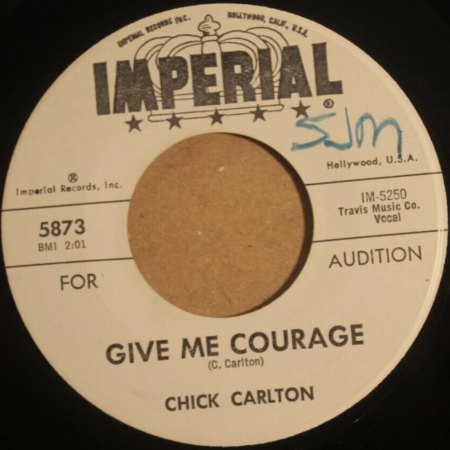 IMPERIAL RECORDS INC. HOLLYWOOD, CALIF., U.S.A.
IMPERIAL
®
Hollywood, U.S.A.
®
Imperial Records, Inc.
IM-5250
Travis Music Co.
Vocal
5873
BMI 2:01
FOR AUDITION
GIVE ME COURAGE
(C. Carlton)
CHICK CARLTON